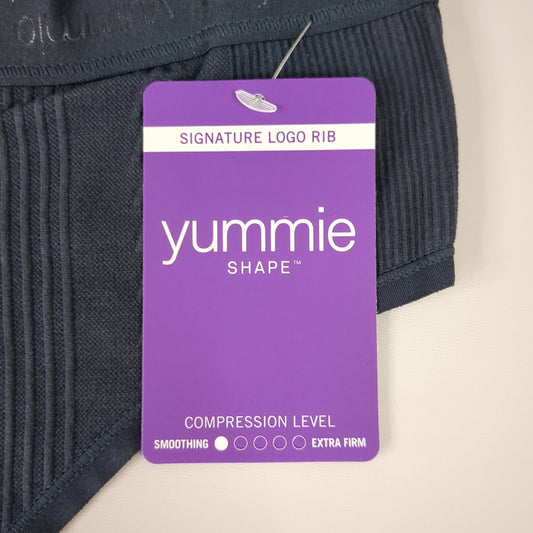 SIGNATURE LOGO RIB
yummie
SHAPE™
COMPRESSION LEVEL
SMOOTHING EXTRA FIRM